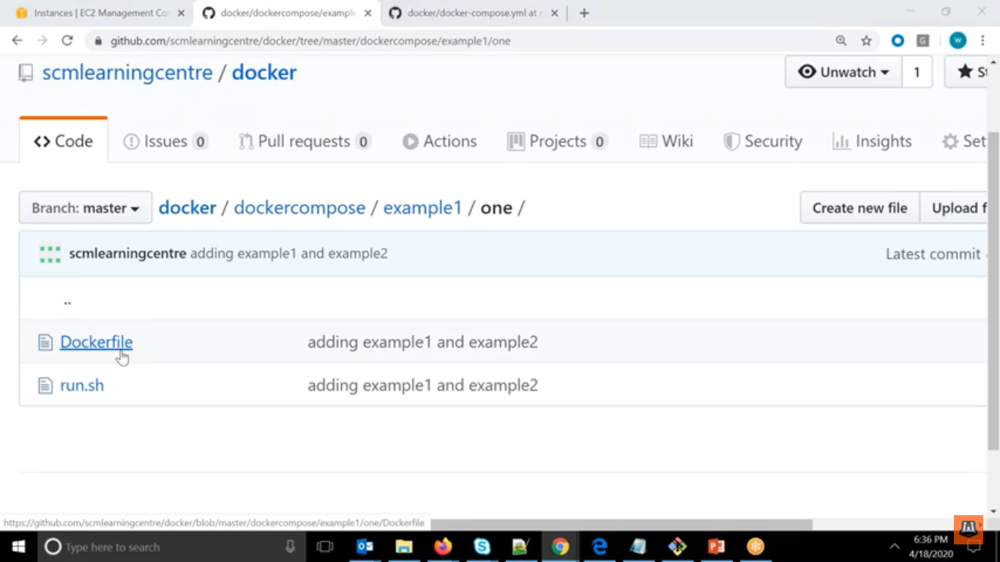 Instances | EC2 Management Co
docker/dockercompose/example
docker/docker-compose.yml at
github.com/scmlearningcentre/docker/tree/master/dockercompose/example1/one
G
W
scmlearningcentre / docker
Unwatch
1
St
<> Code
Issues 0
Pull requests 0
Actions
Projects 0
Wiki
Security
Insights
Set
Branch: master
docker / dockercompose / example1 / one /
Create new file
Upload f
scmlearningcentre adding example1 and example2
Latest commit
..
Dockerfile
adding example1 and example2
run.sh
adding example1 and example2
https://github.com/scmlearningcentre/docker/blob/master/dockercompose/example1/one/Dockerfile
Type here to search
6:36 PM
4/18/2020